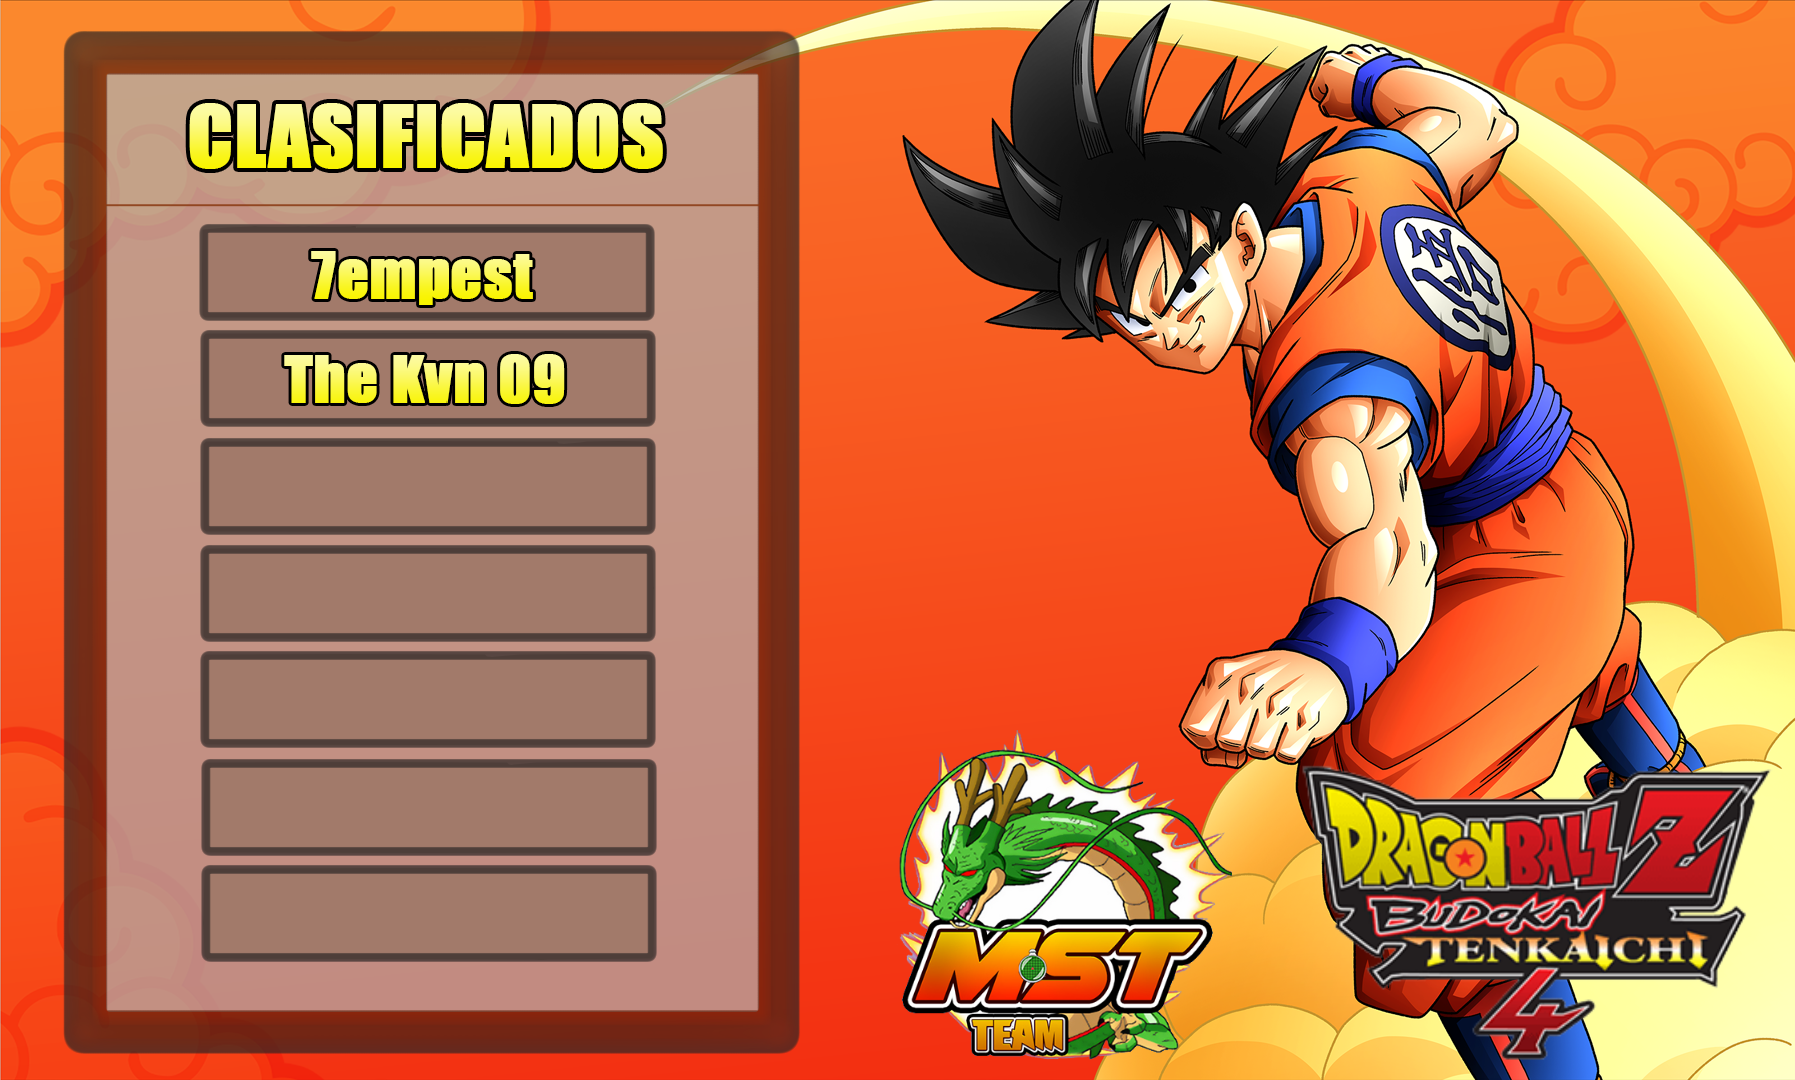 CLASIFICADOS
7empest
The Kvn 09
MST
TEAM
DRAGON BALL Z
BUDOKAI
TENKAICHI
4